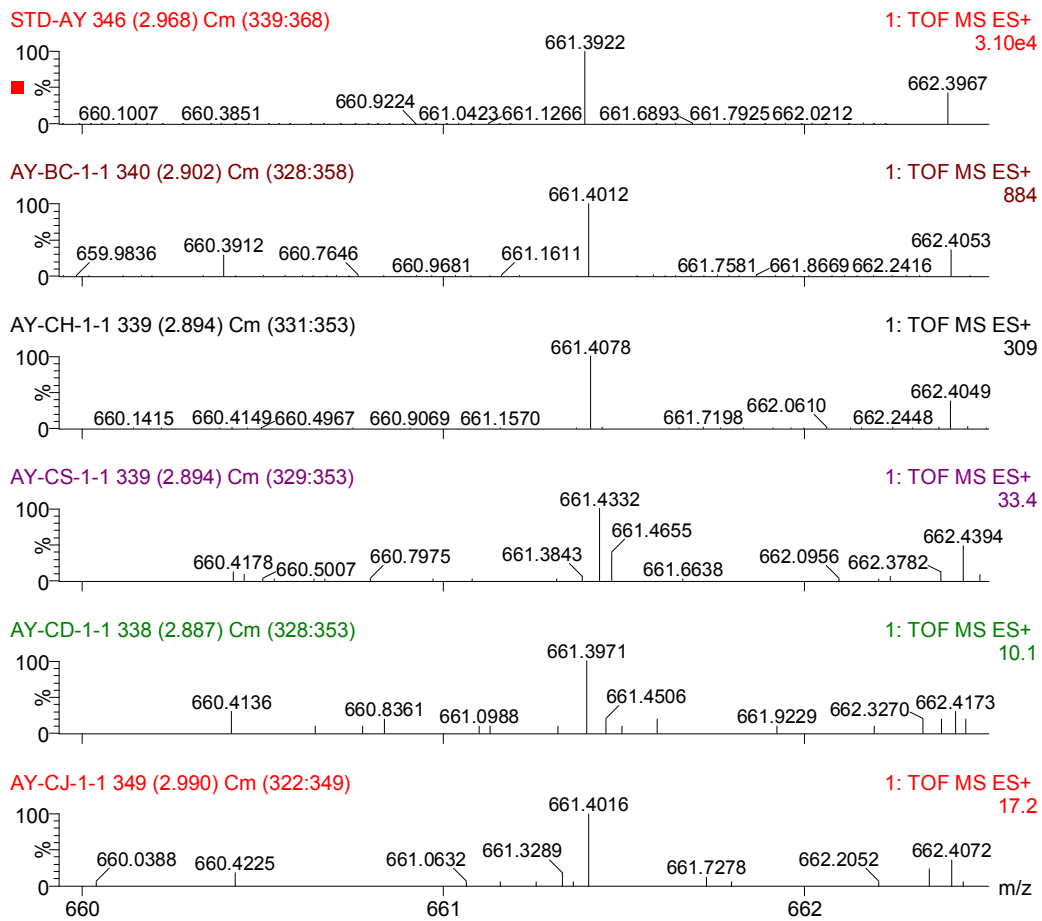 STD-AY 346 (2.968) Cm (339:368) 1: TOF MS ES+
3.10e4
100
%
0
661.3922
662.3967
660.1007 660.3851 660.9224 661.0423 661.1266 661.6893 661.7925 662.0212
AY-BC-1-1 340 (2.902) Cm (328:358) 1: TOF MS ES+
884
100
%
0
661.4012
659.9836 660.3912 660.7646 660.9681 661.1611 661.7581 661.8669 662.2416 662.4053
AY-CH-1-1 339 (2.894) Cm (331:353) 1: TOF MS ES+
309
100
%
0
661.4078
660.1415 660.4149 660.4967 660.9069 661.1570 661.7198 662.0610 662.2448 662.4049
AY-CS-1-1 339 (2.894) Cm (329:353) 1: TOF MS ES+
33.4
100
%
0
661.4332
660.4178 660.5007 660.7975 661.3843 661.4655 661.6638 662.0956 662.3782 662.4394
AY-CD-1-1 338 (2.887) Cm (328:353) 1: TOF MS ES+
10.1
100
%
0
661.3971
660.4136 660.8361 661.0988 661.4506 661.9229 662.3270 662.4173
AY-CJ-1-1 349 (2.990) Cm (322:349) 1: TOF MS ES+
17.2
100
%
0
661.4016
660.0388 660.4225 661.0632 661.3289 661.7278 662.2052 662.4072
m/z
660 661 662